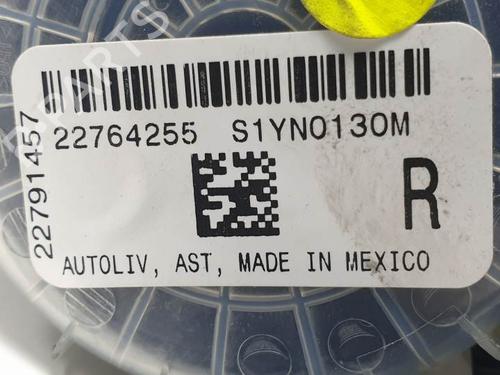 22764255 S1YN0130M
22791457
R
AUTOLIV, AST, MADE IN MEXICO